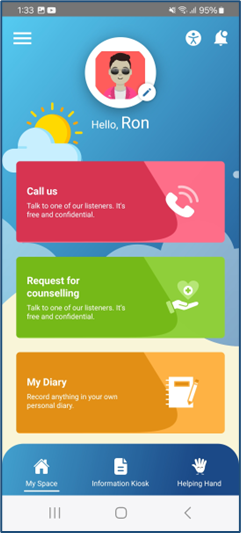 1:33
95%
Hello, Ron
Call us
Talk to one of our listeners. It's
free and confidential.
Request for
counselling
Talk to one of our listeners. It's
free and confidential.
My Diary
Record anything in your own
personal diary.
My Space
Information Kiosk
Helping Hand